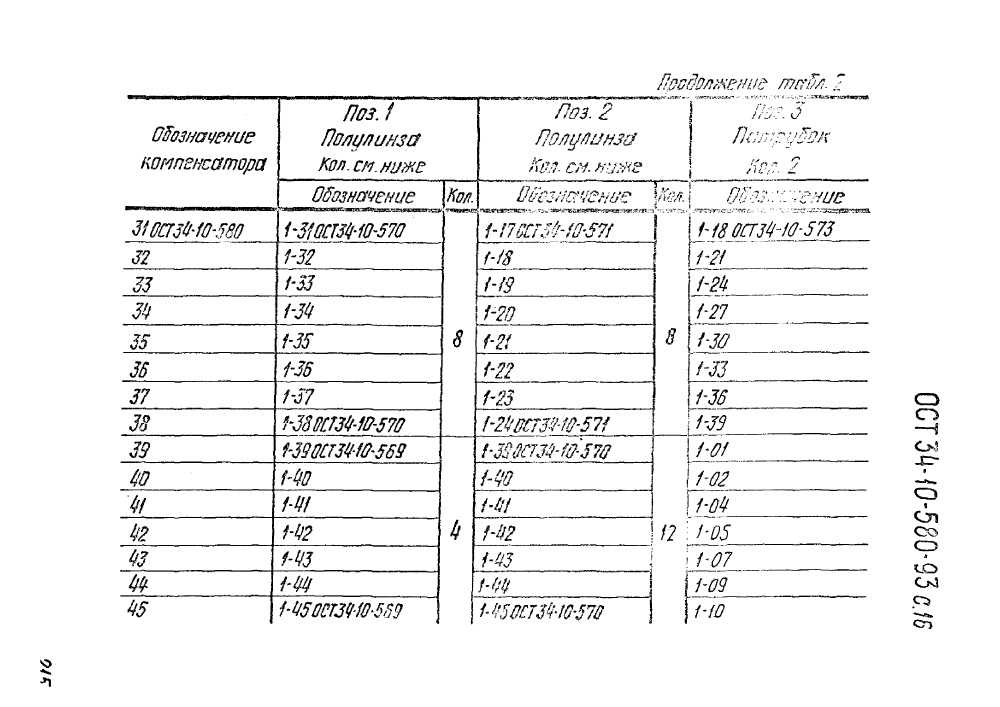 Продолжение табл. 2
Обозначение компенсатора | Поз. 1 Полулинза Кол. см. ниже | Поз. 2 Полулинза Кол. см. ниже | Поз. 3 Патрубок Кол. 2
Обозначение | Кол. | Обозначение | Кол. | Обозначение
31 ОСТ34-10-580 | 1-31 ОСТ34-10-570 | 8 | 1-17 ОСТ34-10-571 | 8 | 1-18 ОСТ34-10-573
32 | 1-32 | 1-18 | 1-21
33 | 1-33 | 1-19 | 1-24
34 | 1-34 | 1-20 | 1-27
35 | 1-35 | 1-21 | 1-30
36 | 1-36 | 1-22 | 1-33
37 | 1-37 | 1-23 | 1-36
38 | 1-38 ОСТ34-10-570 | 1-24 ОСТ34-10-571 | 1-39
39 | 1-39 ОСТ34-10-569 | 4 | 1-39 ОСТ34-10-570 | 12 | 1-01
40 | 1-40 | 1-40 | 1-02
41 | 1-41 | 1-41 | 1-04
42 | 1-42 | 1-42 | 1-05
43 | 1-43 | 1-43 | 1-07
44 | 1-44 | 1-44 | 1-09
45 | 1-45 ОСТ34-10-569 | 1-45 ОСТ34-10-570 | 1-10
ОСТ 34-10-580-93 с.16